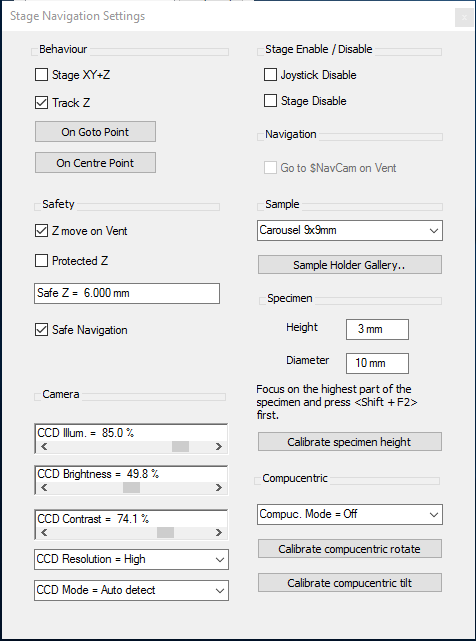 Stage Navigation Settings
Behaviour
Stage XY+Z
Track Z
On Goto Point
On Centre Point
Safety
Z move on Vent
Protected Z
Safe Z = 6.000 mm
Safe Navigation
Camera
CCD Illum. = 85.0 %
CCD Brightness = 49.8 %
CCD Contrast = 74.1 %
CCD Resolution = High
CCD Mode = Auto detect
Stage Enable / Disable
Joystick Disable
Stage Disable
Navigation
Go to $NavCam on Vent
Sample
Carousel 9x9mm
Sample Holder Gallery..
Specimen
Height 3 mm
Diameter 10 mm
Focus on the highest part of the
specimen and press <Shift + F2>
first.
Calibrate specimen height
Compucentric
Compuc. Mode = Off
Calibrate compucentric rotate
Calibrate compucentric tilt